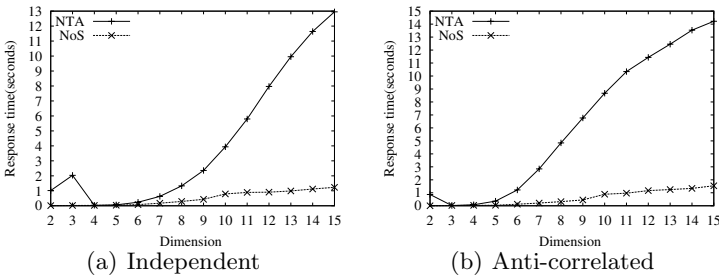 NTA
NoS
Response time(seconds)
13
12
11
10
9
8
7
6
5
4
3
2
1
0
2 3 4 5 6 7 8 9 10 11 12 13 14 15
Dimension
(a) Independent
NTA
NoS
Response time(seconds)
15
14
13
12
11
10
9
8
7
6
5
4
3
2
1
0
2 3 4 5 6 7 8 9 10 11 12 13 14 15
Dimension
(b) Anti-correlated